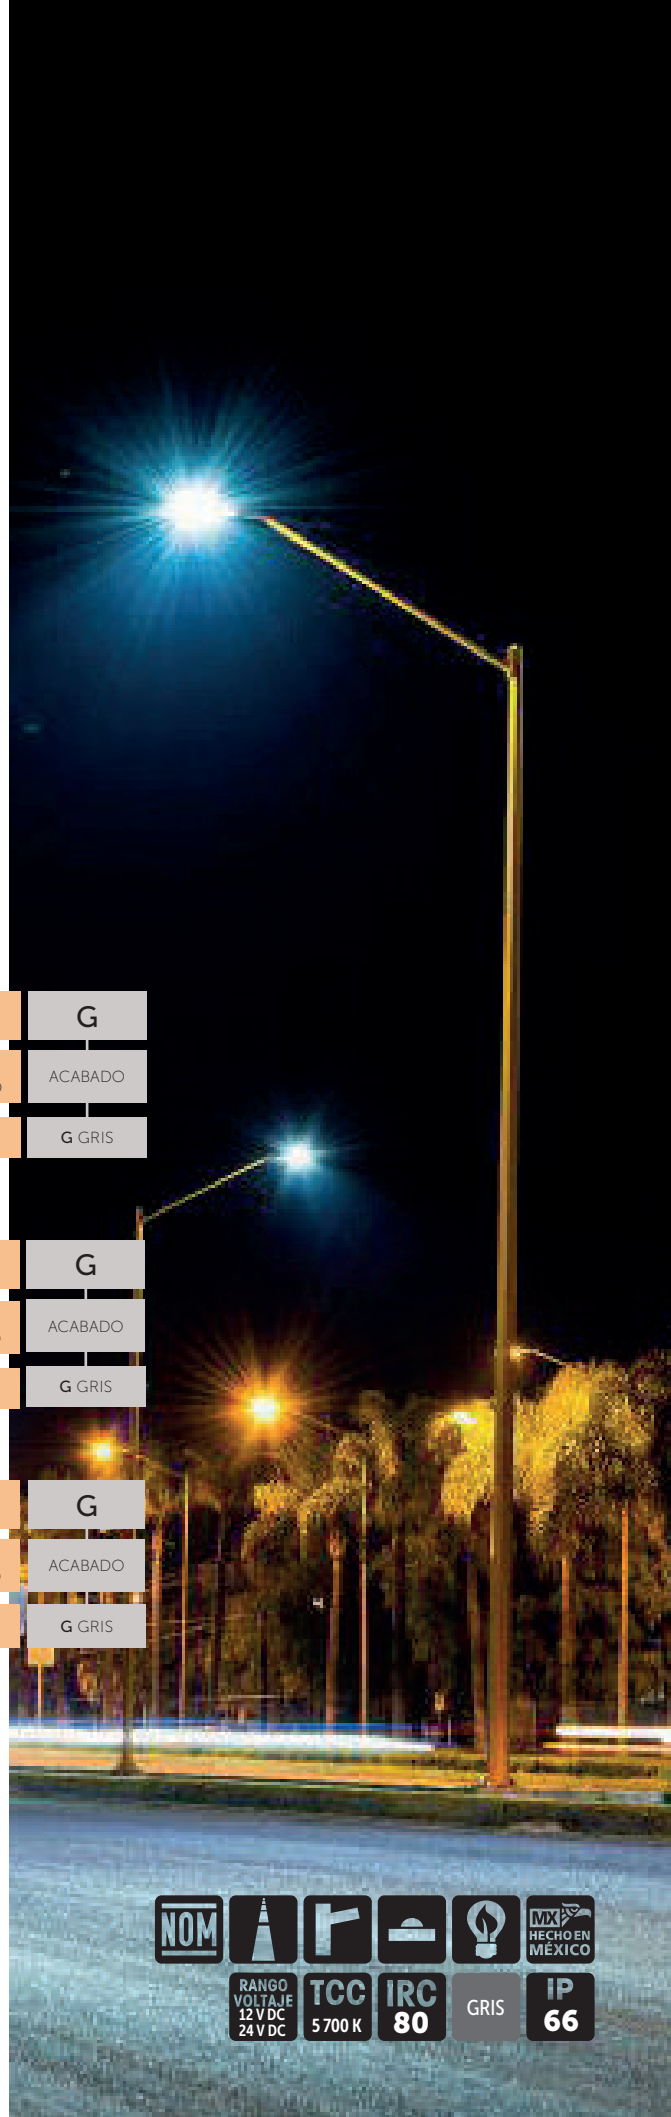 G
ACABADO
G GRIS
G
ACABADO
G GRIS
G
ACABADO
G GRIS
NOM
MX
HECHO EN
MÉXICO
RANGO
VOLTAJE
12 V DC
24 V DC
TCC
5 700 K
IRC
80
GRIS
IP
66